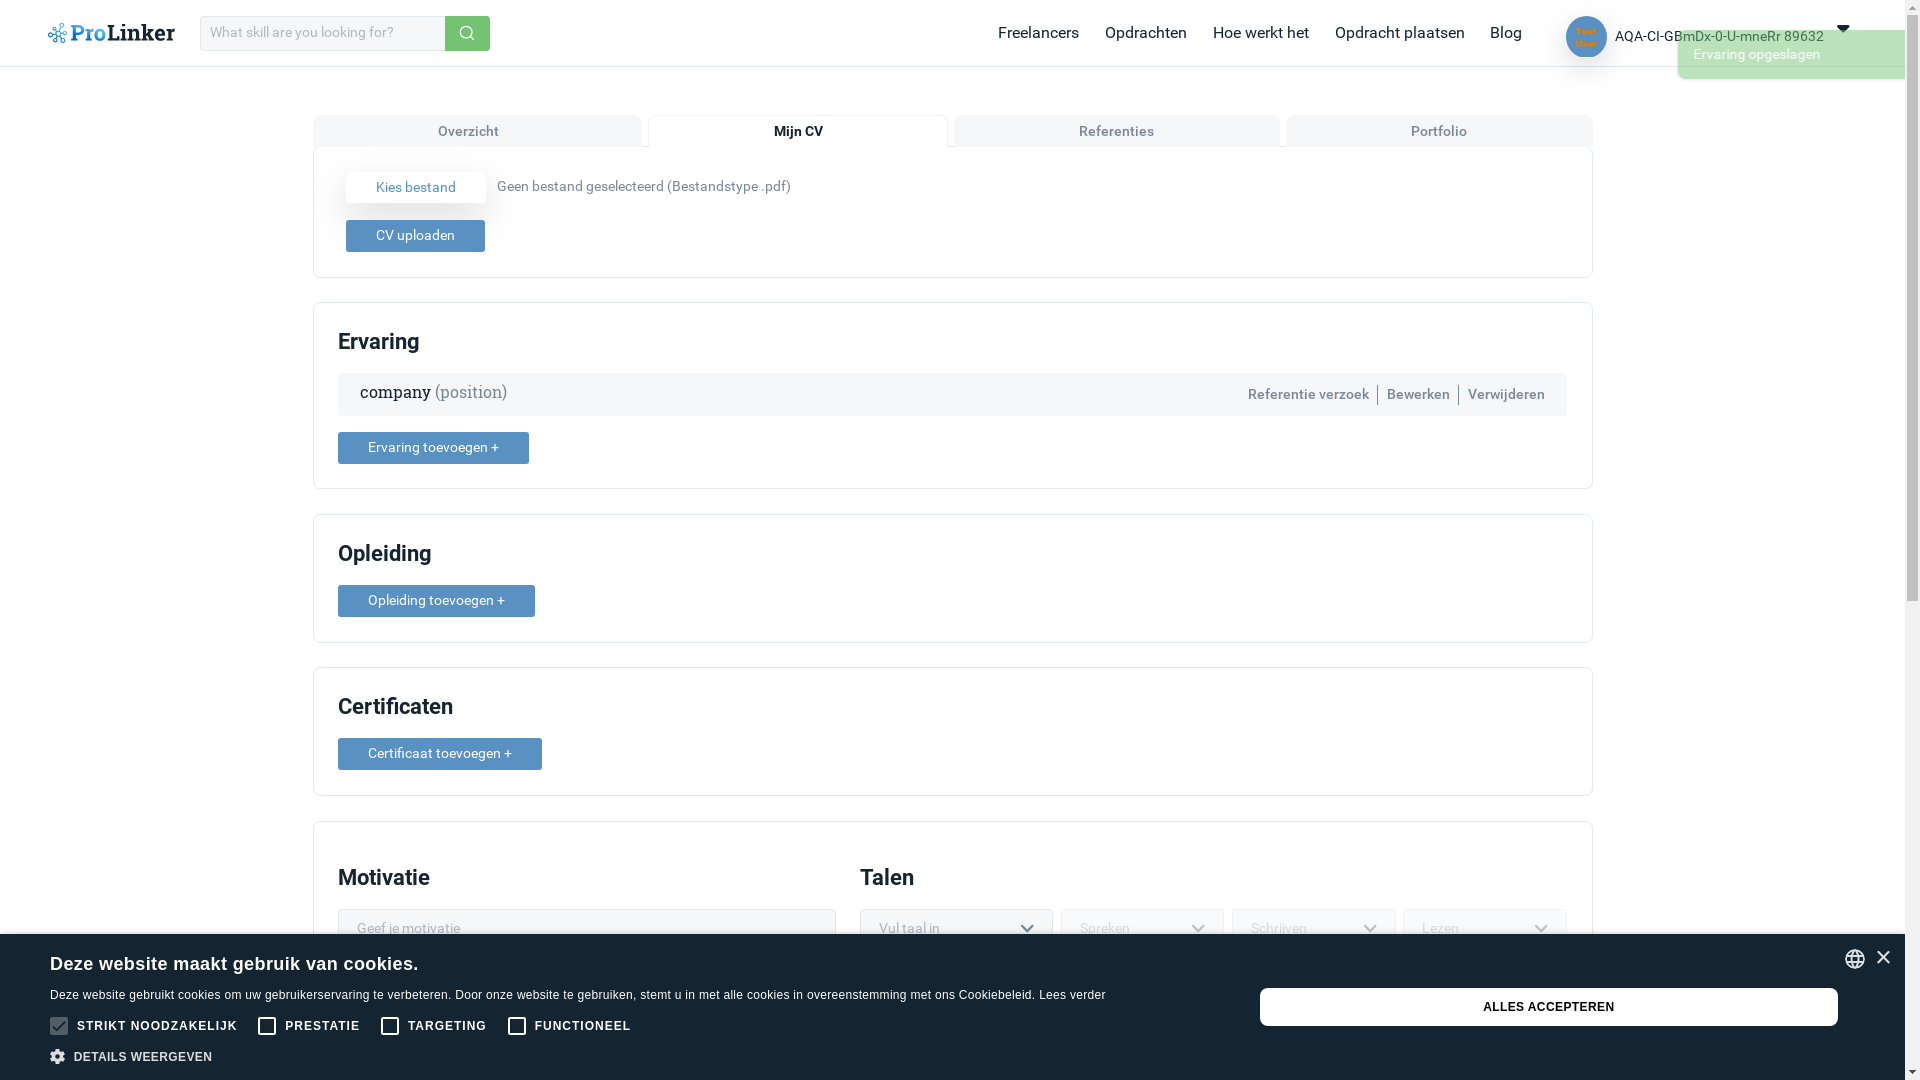 ProLinker
What skill are you looking for?
Freelancers
Opdrachten
Hoe werkt het
Opdracht plaatsen
Blog
Test
User
AQA-CI-GBmDx-0-U-mneRr 89632
Ervaring opgeslagen
Overzicht
Mijn CV
Referenties
Portfolio
Kies bestand
Geen bestand geselecteerd (Bestandstype .pdf)
CV uploaden
Ervaring
company (position)
Referentie verzoek
Bewerken
Verwijderen
Ervaring toevoegen +
Opleiding
Opleiding toevoegen +
Certificaten
Certificaat toevoegen +
Motivatie
Talen
Geef je motivatie
Vul taal in
Spreken
Schrijven
Lezen
Deze website maakt gebruik van cookies.
Deze website gebruikt cookies om uw gebruikerservaring te verbeteren. Door onze website te gebruiken, stemt u in met alle cookies in overeenstemming met ons Cookiebeleid. Lees verder
STRIKT NOODZAKELIJK
PRESTATIE
TARGETING
FUNCTIONEEL
DETAILS WEERGEVEN
ALLES ACCEPTEREN
×